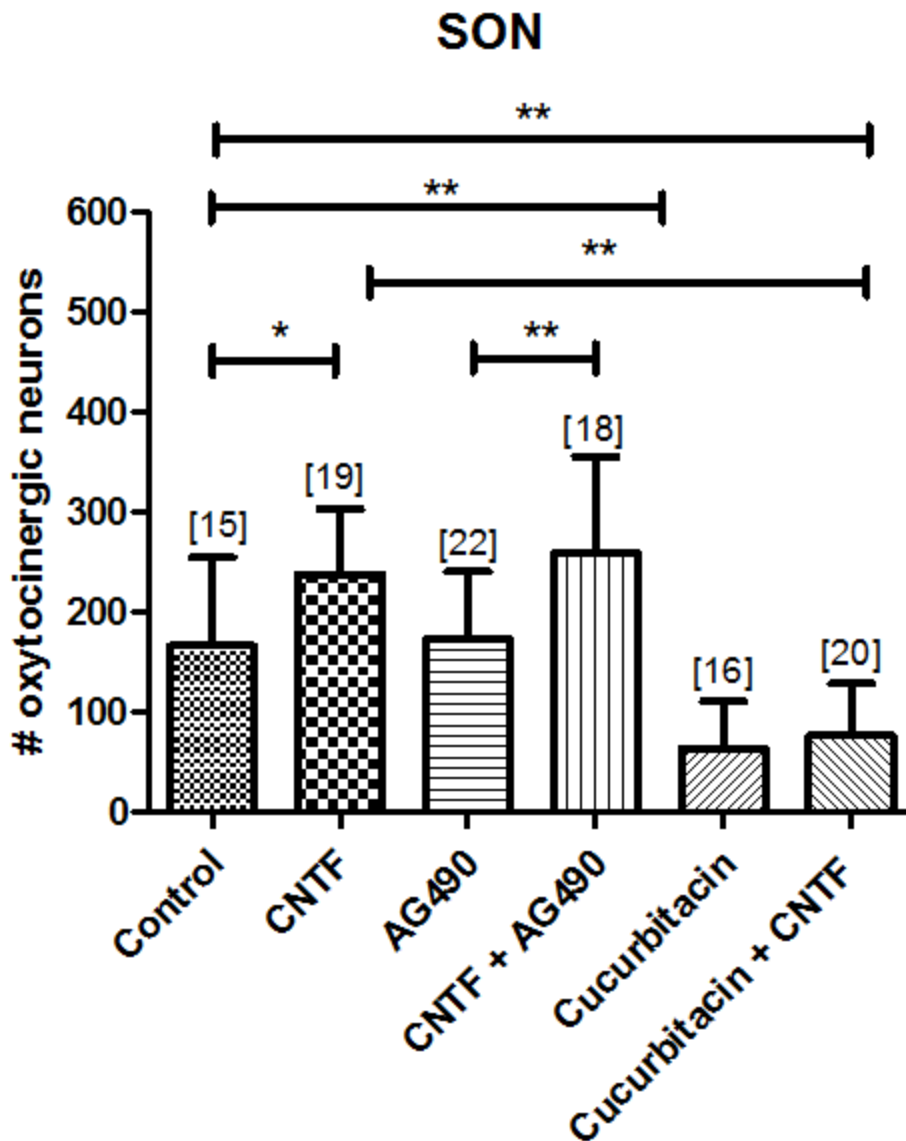 SON
**
**
**
*
**
# oxytocinergic neurons
600
500
400
300
200
100
0
[15]
[19]
[22]
[18]
[16]
[20]
Control
CNTF
AG490
CNTF + AG490
Cucurbitacin
Cucurbitacin + CNTF